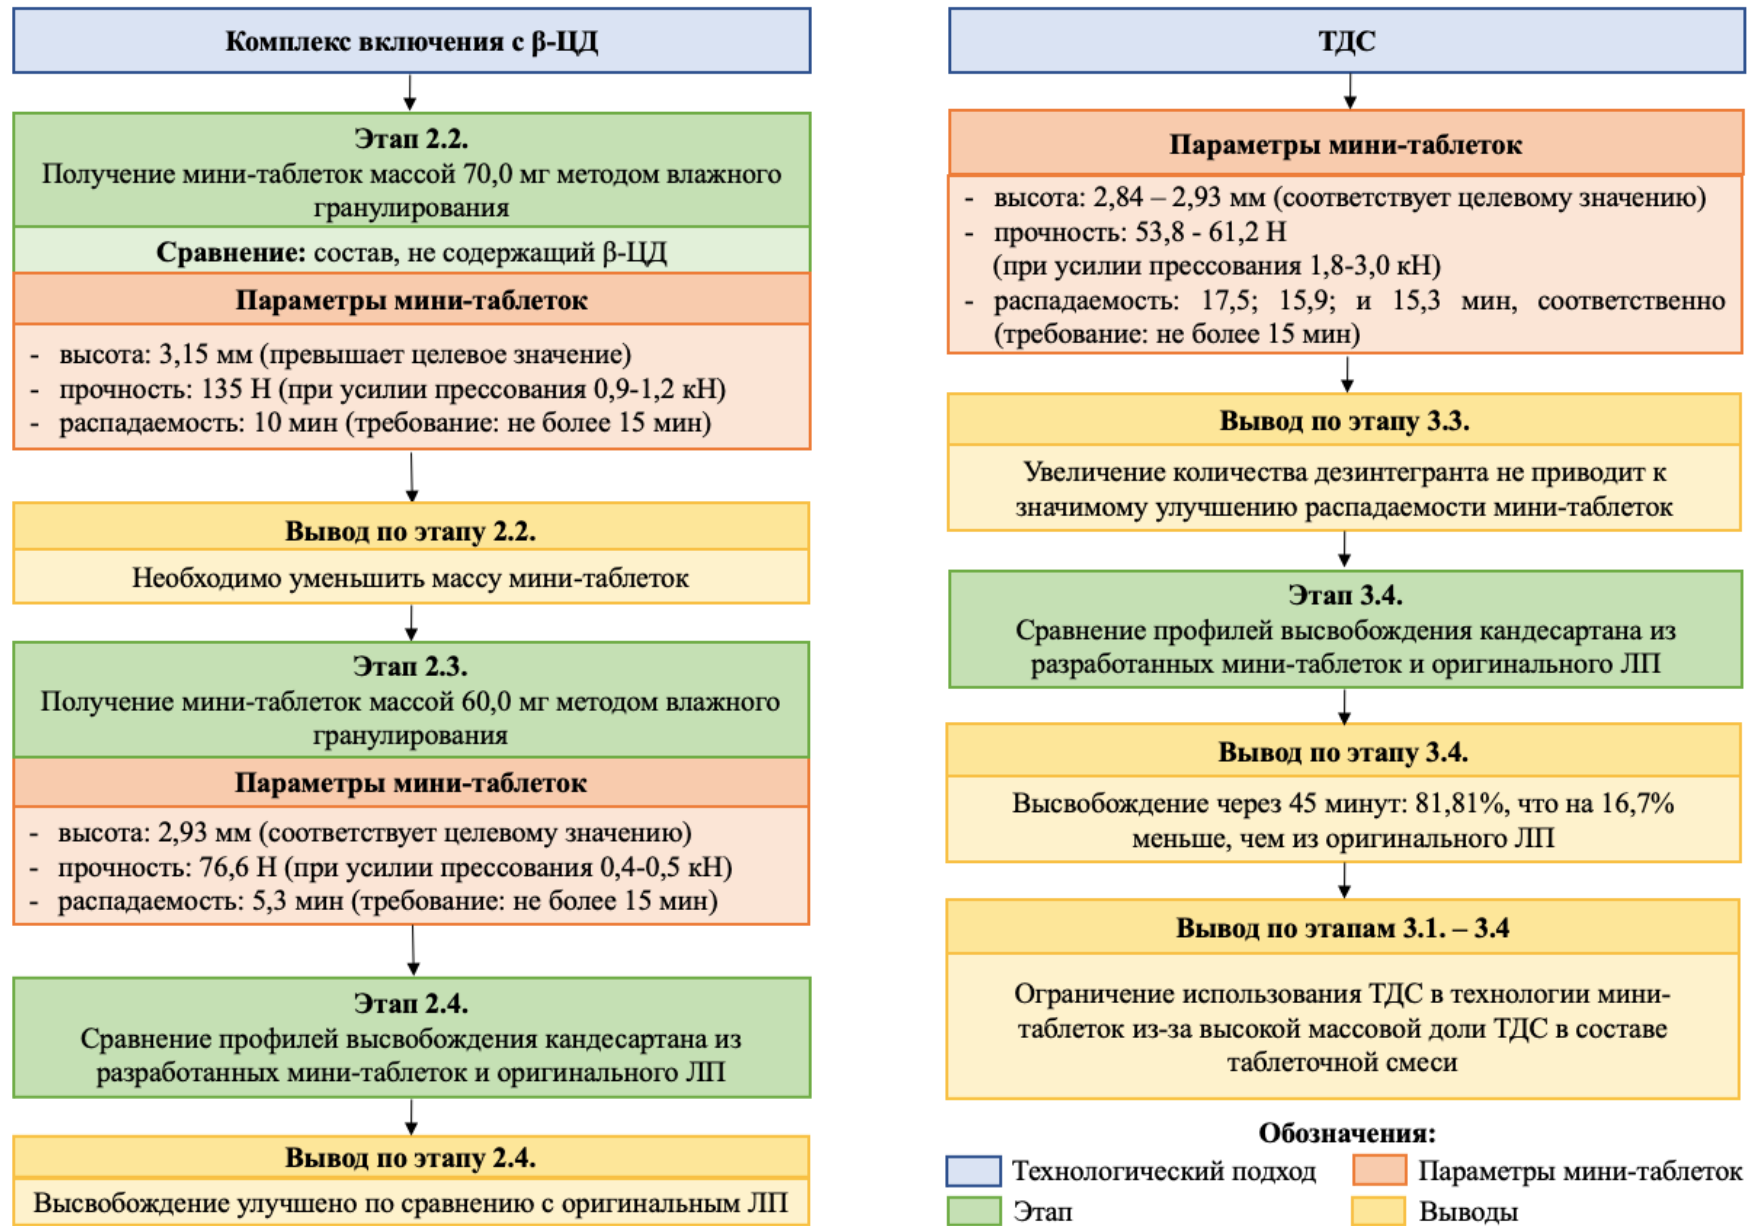 Комплекс включения с β-ЦД
Этап 2.2.
Получение мини-таблеток массой 70,0 мг методом влажного
гранулирования
Сравнение: состав, не содержащий β-ЦД
Параметры мини-таблеток
- высота: 3,15 мм (превышает целевое значение)
- прочность: 135 Н (при усилии прессования 0,9-1,2 кН)
- распадаемость: 10 мин (требование: не более 15 мин)
Вывод по этапу 2.2.
Необходимо уменьшить массу мини-таблеток
Этап 2.3.
Получение мини-таблеток массой 60,0 мг методом влажного
гранулирования
Параметры мини-таблеток
- высота: 2,93 мм (соответствует целевому значению)
- прочность: 76,6 Н (при усилии прессования 0,4-0,5 кН)
- распадаемость: 5,3 мин (требование: не более 15 мин)
Этап 2.4.
Сравнение профилей высвобождения кандесартана из
разработанных мини-таблеток и оригинального ЛП
Вывод по этапу 2.4.
Высвобождение улучшено по сравнению с оригинальным ЛП
ТДС
Параметры мини-таблеток
- высота: 2,84 – 2,93 мм (соответствует целевому значению)
- прочность: 53,8 - 61,2 Н
(при усилии прессования 1,8-3,0 кН)
- распадаемость: 17,5; 15,9; и 15,3 мин, соответственно
(требование: не более 15 мин)
Вывод по этапу 3.3.
Увеличение количества дезинтегранта не приводит к
значимому улучшению распадаемости мини-таблеток
Этап 3.4.
Сравнение профилей высвобождения кандесартана из
разработанных мини-таблеток и оригинального ЛП
Вывод по этапу 3.4.
Высвобождение через 45 минут: 81,81%, что на 16,7%
меньше, чем из оригинального ЛП
Вывод по этапам 3.1. – 3.4
Ограничение использования ТДС в технологии мини-
таблеток из-за высокой массовой доли ТДС в составе
таблеточной смеси
Обозначения:
Технологический подход
Параметры мини-таблеток
Этап
Выводы